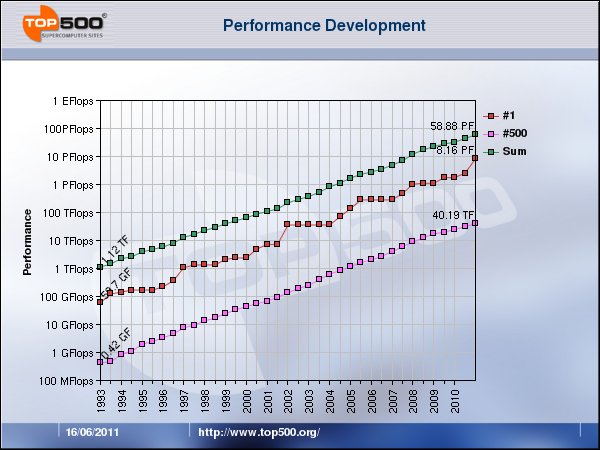 TOP500®
SUPERCOMPUTER SITES
Performance Development
1 EFlops
100PFlops
10 PFlops
1 PFlops
100 TFlops
10 TFlops
1 TFlops
100 GFlops
10 GFlops
1 GFlops
100 MFlops
Performance
58.88 PF
8.16 PF
40.19 TF
1.12 TF
59.7 GF
0.42 GF
#1
#500
Sum
1993
1994
1995
1996
1997
1998
1999
2000
2001
2002
2003
2004
2005
2006
2007
2008
2009
2010
TOP500
16/06/2011
http://www.top500.org/